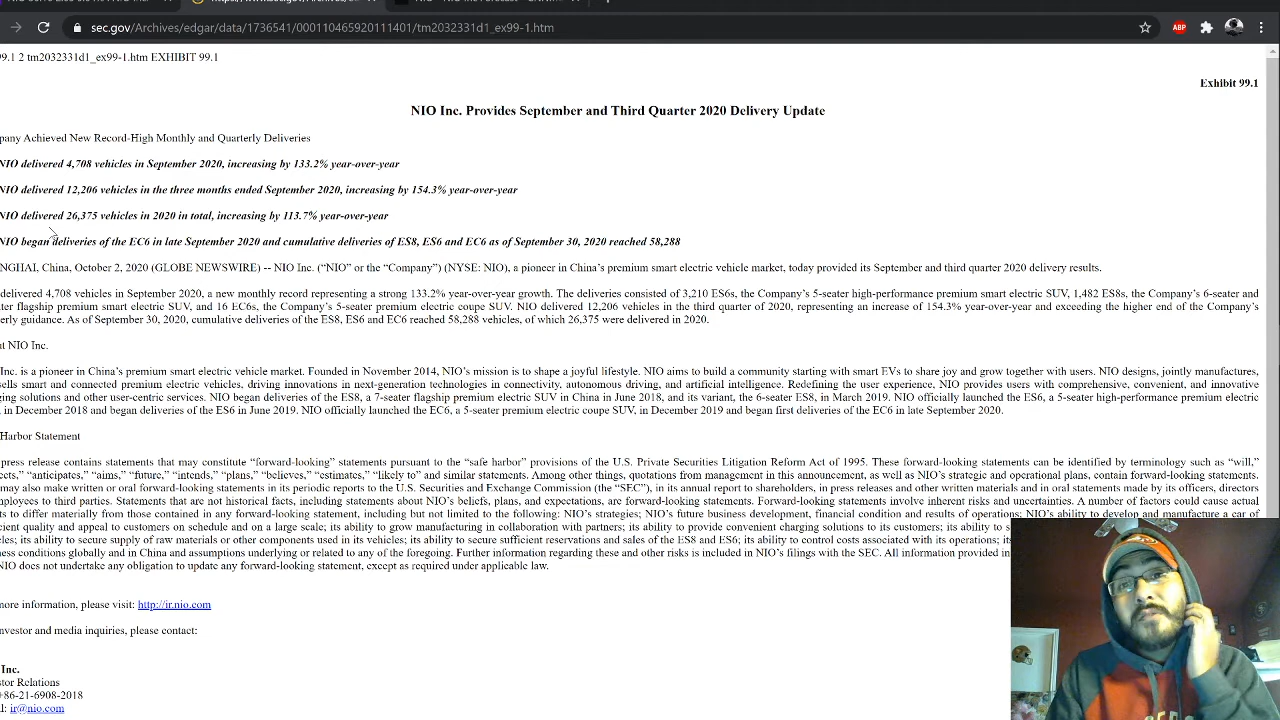 sec.gov/Archives/edgar/data/1736541/000110465920111401/tm2032331d1_ex99-1.htm
ABP
99.1 2 tm2032331d1_ex99-1.htm EXHIBIT 99.1
Exhibit 99.1
NIO Inc. Provides September and Third Quarter 2020 Delivery Update
Achieved New Record-High Monthly and Quarterly Deliveries
NIO delivered 4,708 vehicles in September 2020, increasing by 133.2% year-over-year
NIO delivered 12,206 vehicles in the three months ended September 2020, increasing by 154.3% year-over-year
NIO delivered 26,375 vehicles in 2020 in total, increasing by 113.7% year-over-year
NIO began deliveries of the EC6 in late September 2020 and cumulative deliveries of ES8, ES6 and EC6 as of September 30, 2020 reached 58,288
NGHAI, China, October 2, 2020 (GLOBE NEWSWIRE) -- NIO Inc. (“NIO” or the “Company”) (NYSE: NIO), a pioneer in China’s premium smart electric vehicle market, today provided its September and third quarter 2020 delivery results.
delivered 4,708 vehicles in September 2020, a new monthly record representing a strong 133.2% year-over-year growth. The deliveries consisted of 3,210 ES6s, the Company’s 5-seater high-performance premium smart electric SUV, 1,482 ES8s, the Company’s 6-seater and
ter flagship premium smart electric SUV, and 16 EC6s, the Company’s 5-seater premium electric coupe SUV. NIO delivered 12,206 vehicles in the third quarter of 2020, representing an increase of 154.3% year-over-year and exceeding the higher end of the Company’s
erly guidance. As of September 30, 2020, cumulative deliveries of the ES8, ES6 and EC6 reached 58,288 vehicles, of which 26,375 were delivered in 2020.
t NIO Inc.
Inc. is a pioneer in China’s premium smart electric vehicle market. Founded in November 2014, NIO’s mission is to shape a joyful lifestyle. NIO aims to build a community starting with smart EVs to share joy and grow together with users. NIO designs, jointly manufactures,
sells smart and connected premium electric vehicles, driving innovations in next-generation technologies in connectivity, autonomous driving, and artificial intelligence. Redefining the user experience, NIO provides users with comprehensive, convenient, and innovative
ging solutions and other user-centric services. NIO began deliveries of the ES8, a 7-seater flagship premium electric SUV in China in June 2018, and its variant, the 6-seater ES8, in March 2019. NIO officially launched the ES6, a 5-seater high-performance premium electric
, in December 2018 and began deliveries of the ES6 in June 2019. NIO officially launched the EC6, a 5-seater premium electric coupe SUV, in December 2019 and began first deliveries of the EC6 in late September 2020.
Harbor Statement
press release contains statements that may constitute “forward-looking” statements pursuant to the “safe harbor” provisions of the U.S. Private Securities Litigation Reform Act of 1995. These forward-looking statements can be identified by terminology such as “will,”
ects,” “anticipates,” “aims,” “future,” “intends,” “plans,” “believes,” “estimates,” “likely to” and similar statements. Among other things, quotations from management in this announcement, as well as NIO’s strategic and operational plans, contain forward-looking statements.
may also make written or oral forward-looking statements in its periodic reports to the U.S. Securities and Exchange Commission (the “SEC”), in its annual report to shareholders, in press releases and other written materials and in oral statements made by its officers, directors
mployees to third parties. Statements that are not historical facts, including statements about NIO’s beliefs, plans, and expectations, are forward-looking statements. Forward-looking statements involve inherent risks and uncertainties. A number of factors could cause actual
ts to differ materially from those contained in any forward-looking statement, including but not limited to the following: NIO’s strategies; NIO’s future business development, financial condition and results of operations; NIO’s ability to develop and manufacture a car of
cient quality and appeal to customers on schedule and on a large scale; its ability to grow manufacturing in collaboration with partners; its ability to provide convenient charging solutions to its customers; its ability to
cles; its ability to secure supply of raw materials or other components used in its vehicles; its ability to secure sufficient reservations and sales of the ES8 and ES6; its ability to control costs associated with its operations; its
ness conditions globally and in China and assumptions underlying or related to any of the foregoing. Further information regarding these and other risks is included in NIO’s filings with the SEC. All information provided in
NIO does not undertake any obligation to update any forward-looking statement, except as required under applicable law.
more information, please visit: http://ir.nio.com
nvestor and media inquiries, please contact:
Inc.
stor Relations
+86-21-6908-2018
l: ir@nio.com